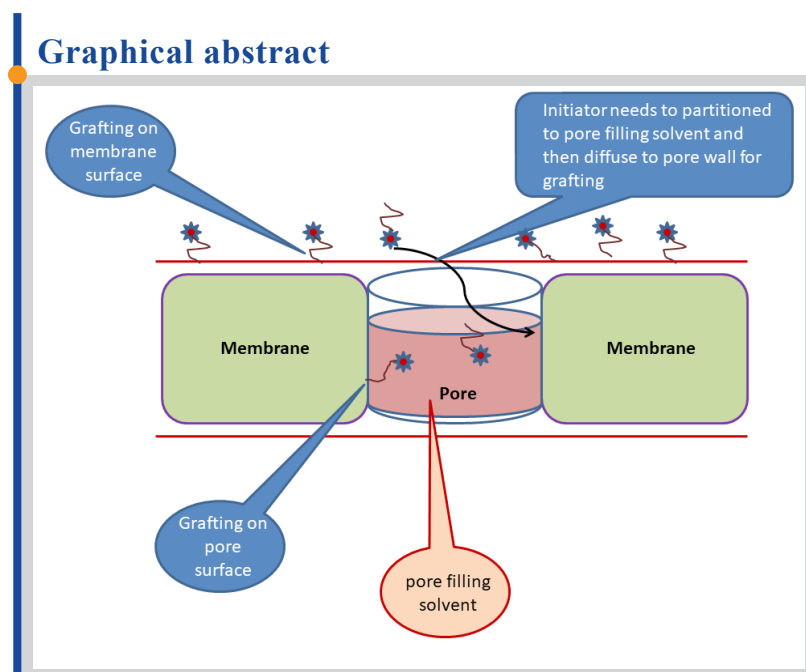 Graphical abstract
Grafting on
membrane
surface
Initiator needs to partitioned
to pore filling solvent and
then diffuse to pore wall for
grafting
Membrane
Membrane
Pore
Grafting on
pore
surface
pore filling
solvent